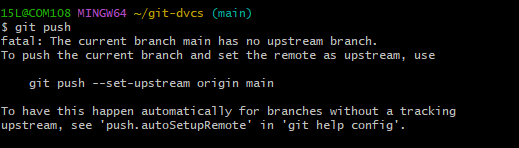 15L@COM108 MINGW64 ~/git-dvcs (main)
$ git push
fatal: The current branch main has no upstream branch.
To push the current branch and set the remote as upstream, use

    git push --set-upstream origin main

To have this happen automatically for branches without a tracking
upstream, see 'push.autoSetupRemote' in 'git help config'.